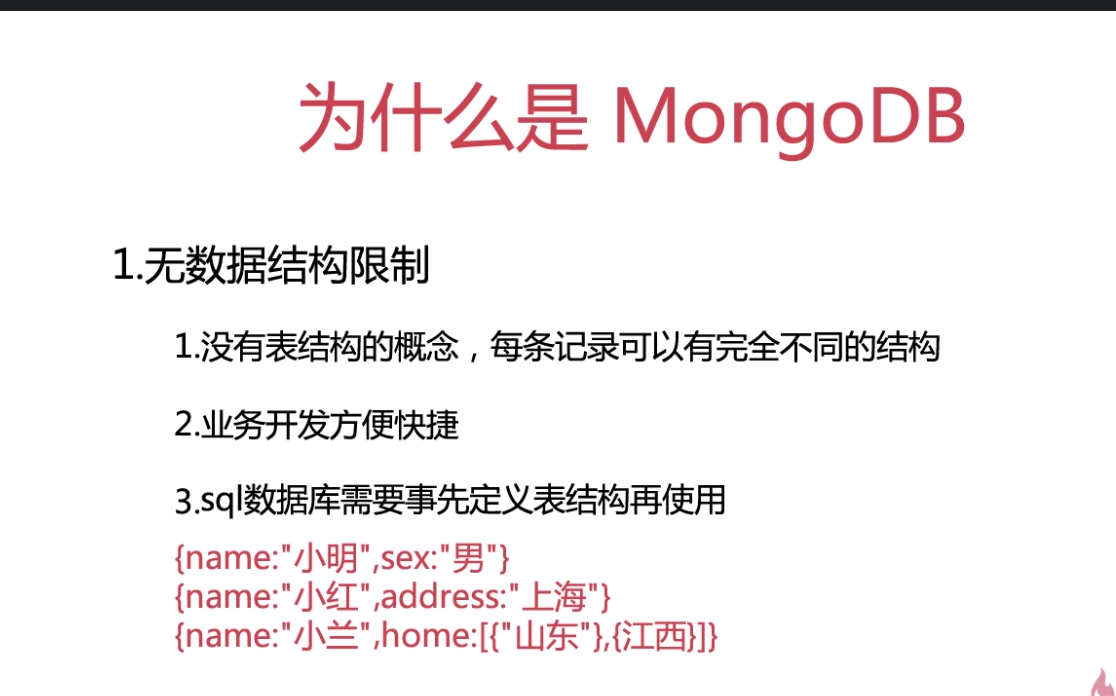 为什么是 MongoDB
1.无数据结构限制
1.没有表结构的概念，每条记录可以有完全不同的结构
2.业务开发方便快捷
3.sql数据库需要事先定义表结构再使用
{name:"小明",sex:"男"}
{name:"小红",address:"上海"}
{name:"小兰",home:[{"山东"},{江西}]}